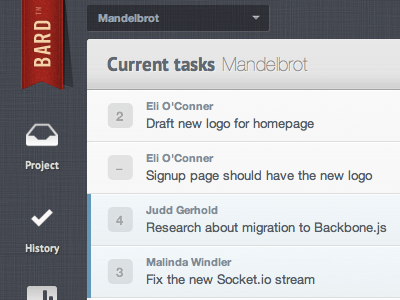 BARD
Mandelbrot
Current tasks Mandelbrot
2
Eli O'Conner
Draft new logo for homepage
Project
–
Eli O'Conner
Signup page should have the new logo
4
Judd Gerhold
Research about migration to Backbone.js
History
3
Malinda Windler
Fix the new Socket.io stream